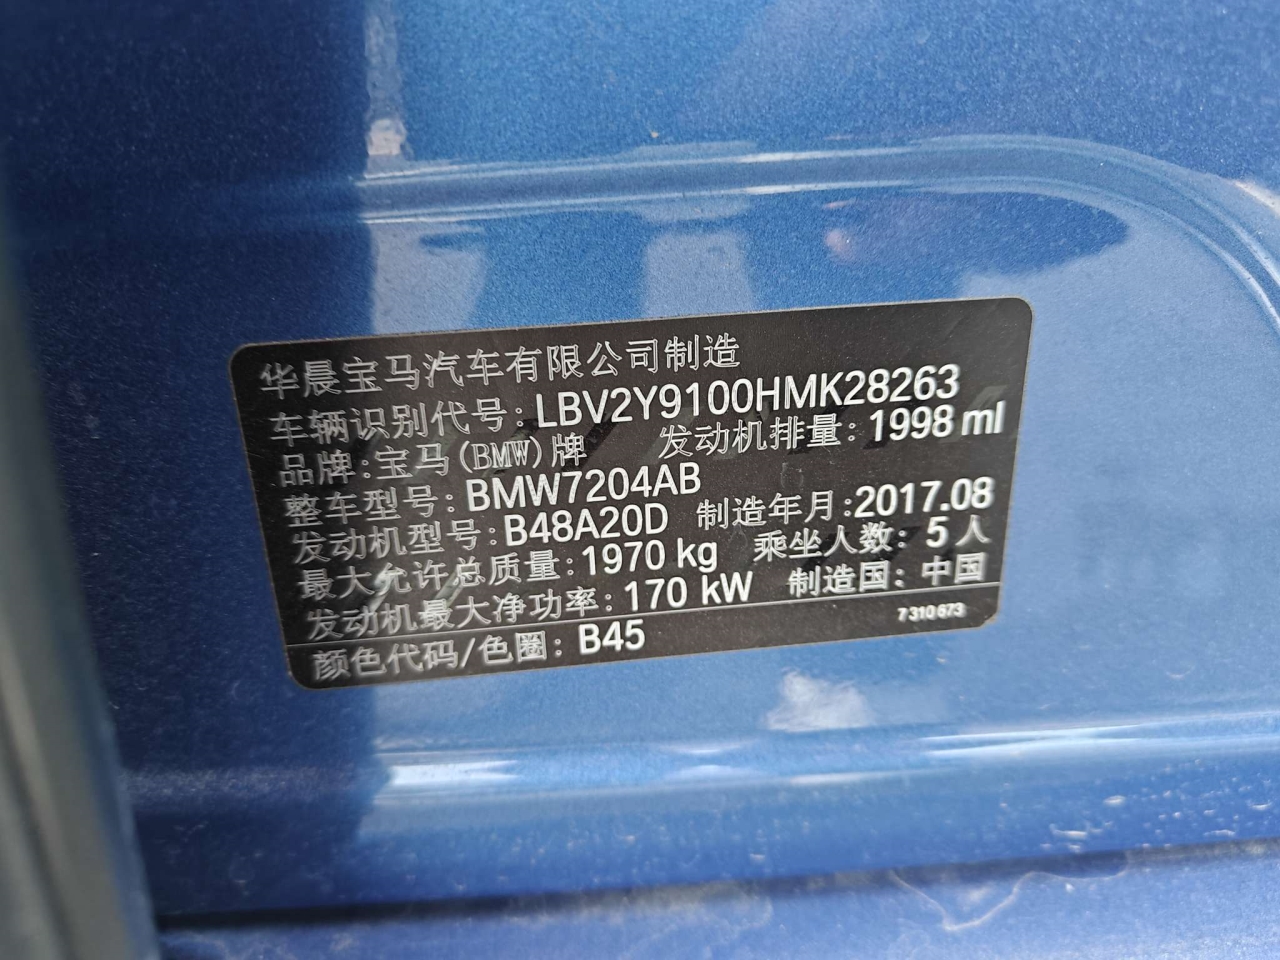 华晨宝马汽车有限公司制造
车辆识别代号: LBV2Y9100HMK28263
品牌: 宝马(BMW)牌 发动机排量: 1998 ml
整车型号: BMW7204AB
发动机型号: B48A20D 制造年月: 2017.08
最大允许总质量: 1970 kg 乘坐人数: 5 人
发动机最大净功率: 170 kW 制造国: 中国
颜色代码/色圈: B45 7 310 673